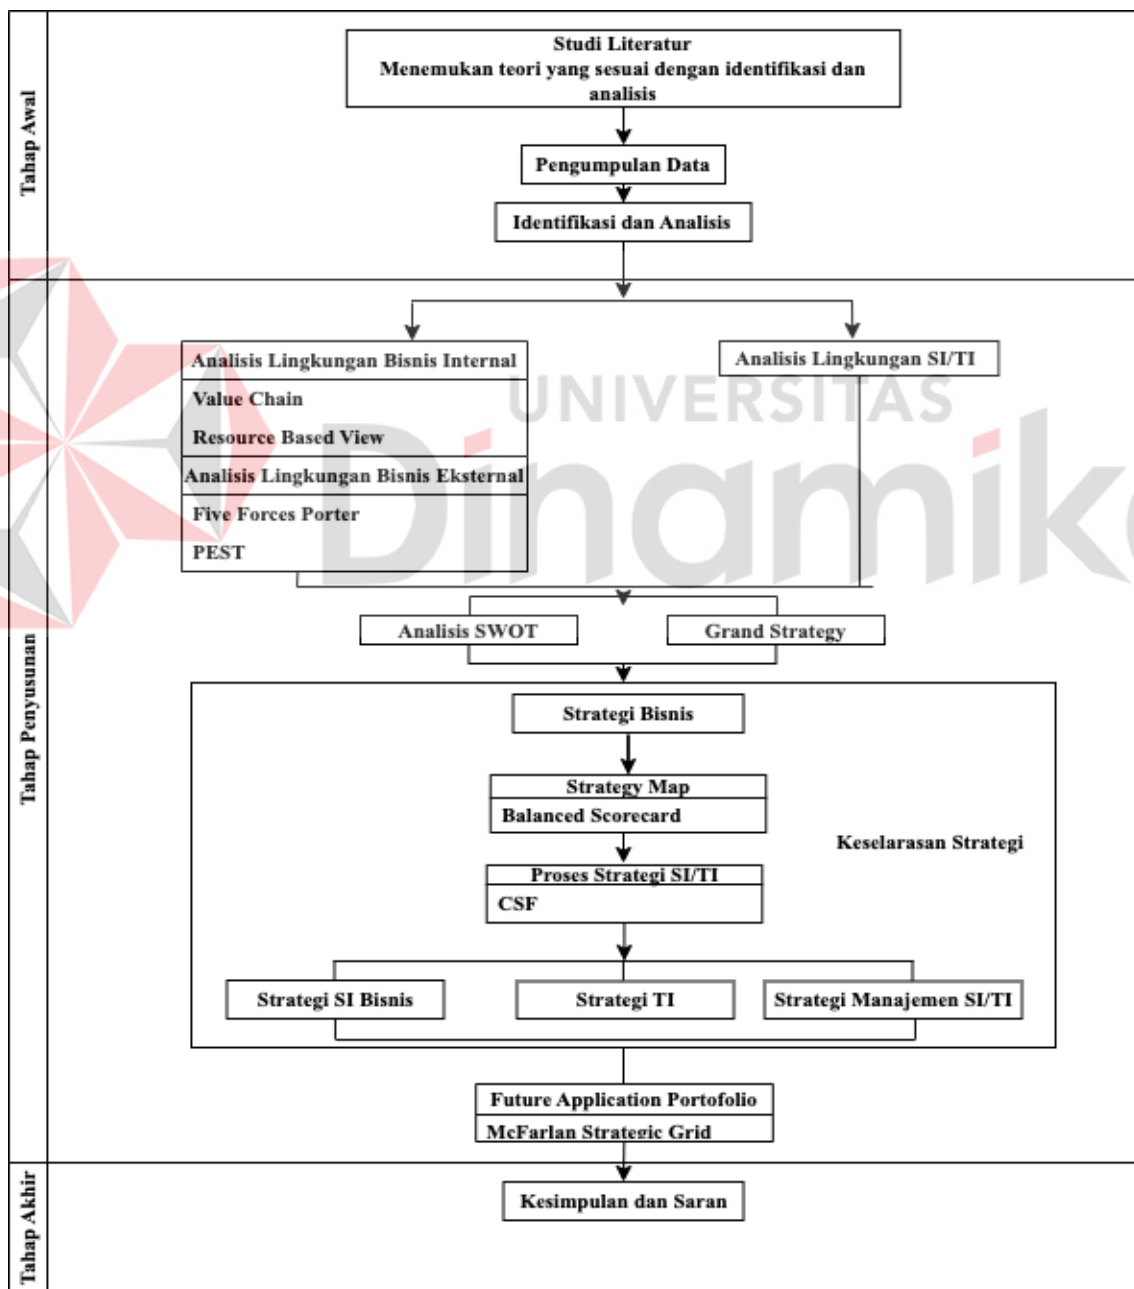 Tahap Awal
Studi Literatur
Menemukan teori yang sesuai dengan identifikasi dan
analisis
Pengumpulan Data
Identifikasi dan Analisis
Tahap Penyusunan
Analisis Lingkungan Bisnis Internal
Value Chain
Resource Based View
Analisis Lingkungan Bisnis Eksternal
Five Forces Porter
PEST
Analisis Lingkungan SI/TI
UNIVERSITAS
Dinamika
Analisis SWOT
Grand Strategy
Strategi Bisnis
Strategy Map
Balanced Scorecard
Keselarasan Strategi
Proses Strategi SI/TI
CSF
Strategi SI Bisnis
Strategi TI
Strategi Manajemen SI/TI
Future Application Portofolio
McFarlan Strategic Grid
Tahap Akhir
Kesimpulan dan Saran